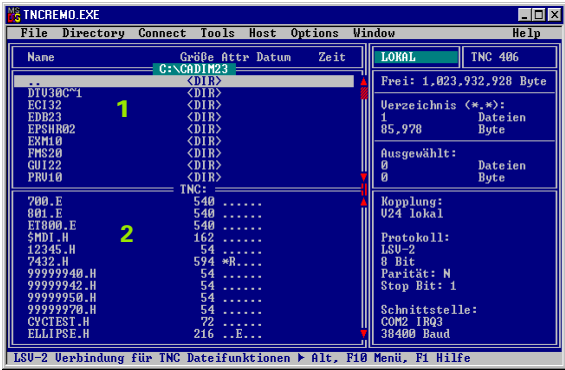 TNCREMO.EXE
File Directory Connect Tools Host Options Window Help
Name Größe Attr Datum Zeit
C:\CADIM23
.. <DIR>
DTV30C~1 <DIR>
ECI32 <DIR>
EDB23 <DIR>
EPSHR02 <DIR>
EXM10 <DIR>
FMS20 <DIR>
GUI22 <DIR>
PRV10 <DIR>
1
TNC:
700.E 540 ......
801.E 540 ......
ET800.E 540 ......
$MDI.H 162 ......
12345.H 54 ......
7432.H 594 *R....
99999940.H 54 ......
99999942.H 54 ......
99999950.H 54 ......
99999970.H 54 ......
CYCTEST.H 72 ......
ELLIPSE.H 216 ..E...
2
LOKAL TNC 406
Frei: 1,023,932,928 Byte
Verzeichnis (*.*):
1 Dateien
85,978 Byte
Ausgewählt:
0 Dateien
0 Byte
Kopplung:
V24 lokal
Protokoll:
LSV-2
8 Bit
Parität: N
Stop Bit: 1
Schnittstelle:
COM2 IRQ3
38400 Baud
LSV-2 Verbindung für TNC Dateifunktionen ► Alt, F10 Menü, F1 Hilfe